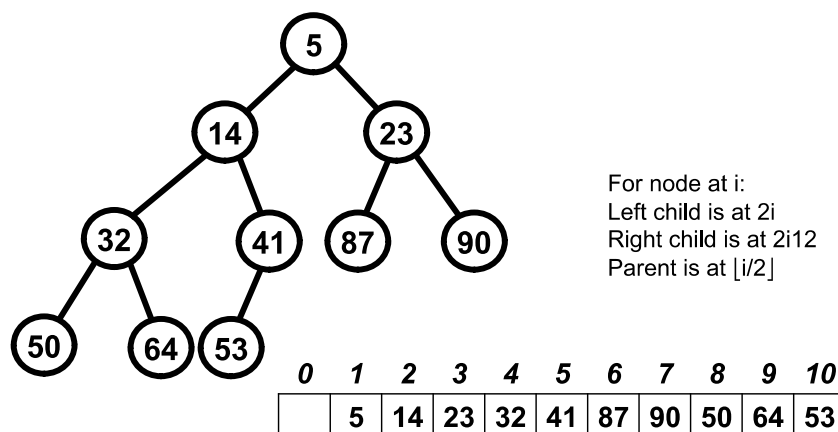 5
14 23
32 41 87 90
50 64 53
For node at i:
Left child is at 2i
Right child is at 2i12
Parent is at ⌊i/2⌋
0 1 2 3 4 5 6 7 8 9 10
5 14 23 32 41 87 90 50 64 53